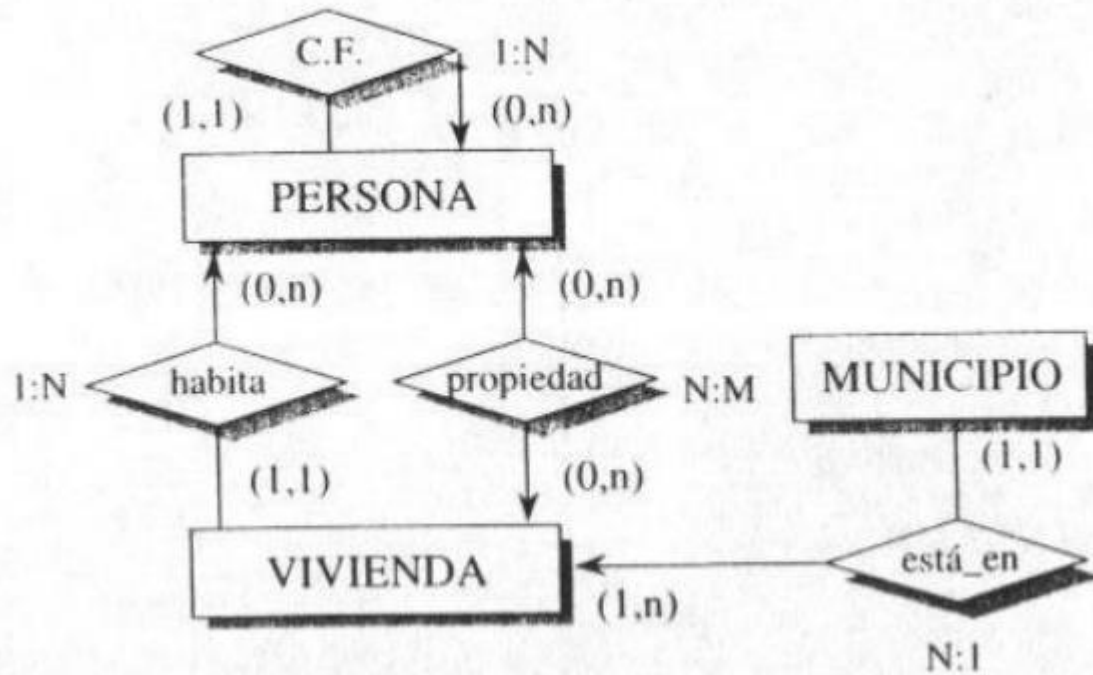 C.F.
1:N
(1,1)
(0,n)
PERSONA
(0,n)
(0,n)
1:N
habita
propiedad
N:M
MUNICIPIO
(1,1)
(1,1)
(0,n)
VIVIENDA
está_en
(1,n)
N:1